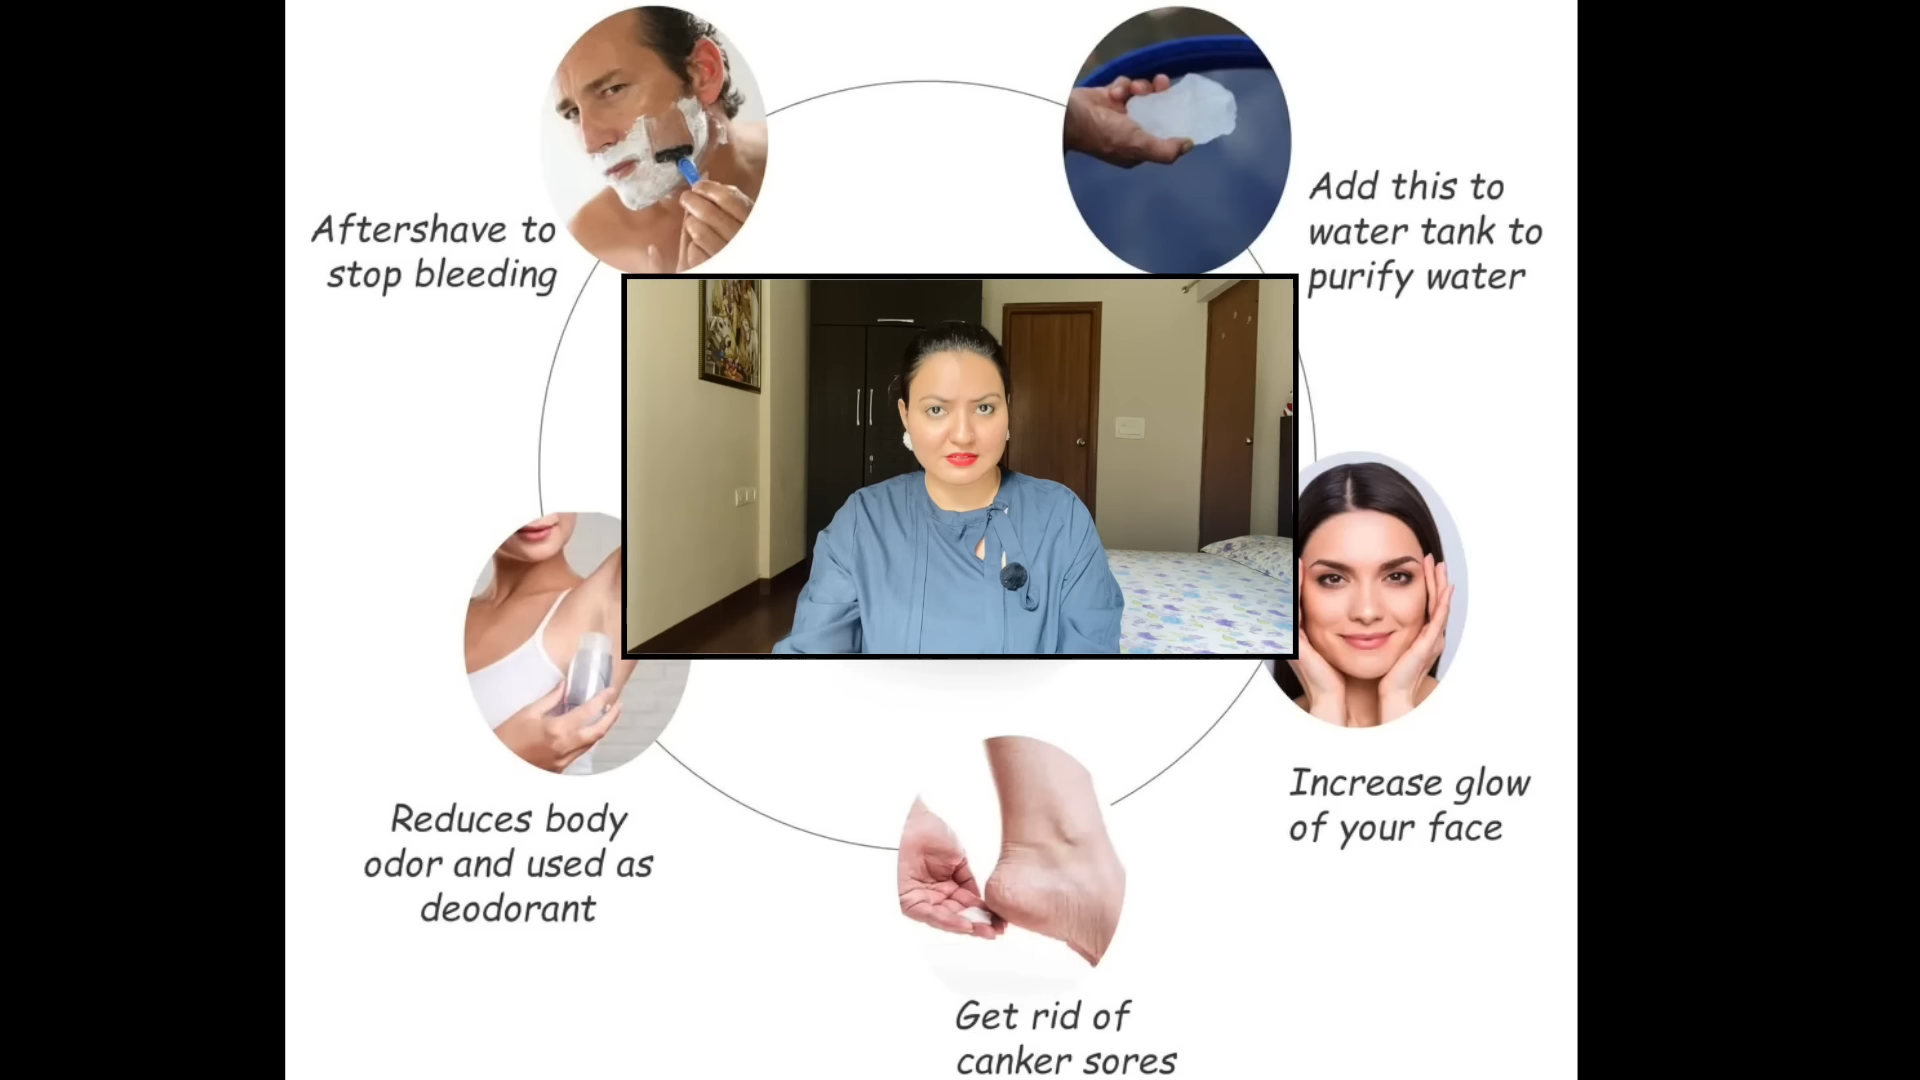 Aftershave to
stop bleeding
Add this to
water tank to
purify water
Reduces body
odor and used as
deodorant
Increase glow
of your face
Get rid of
canker sores